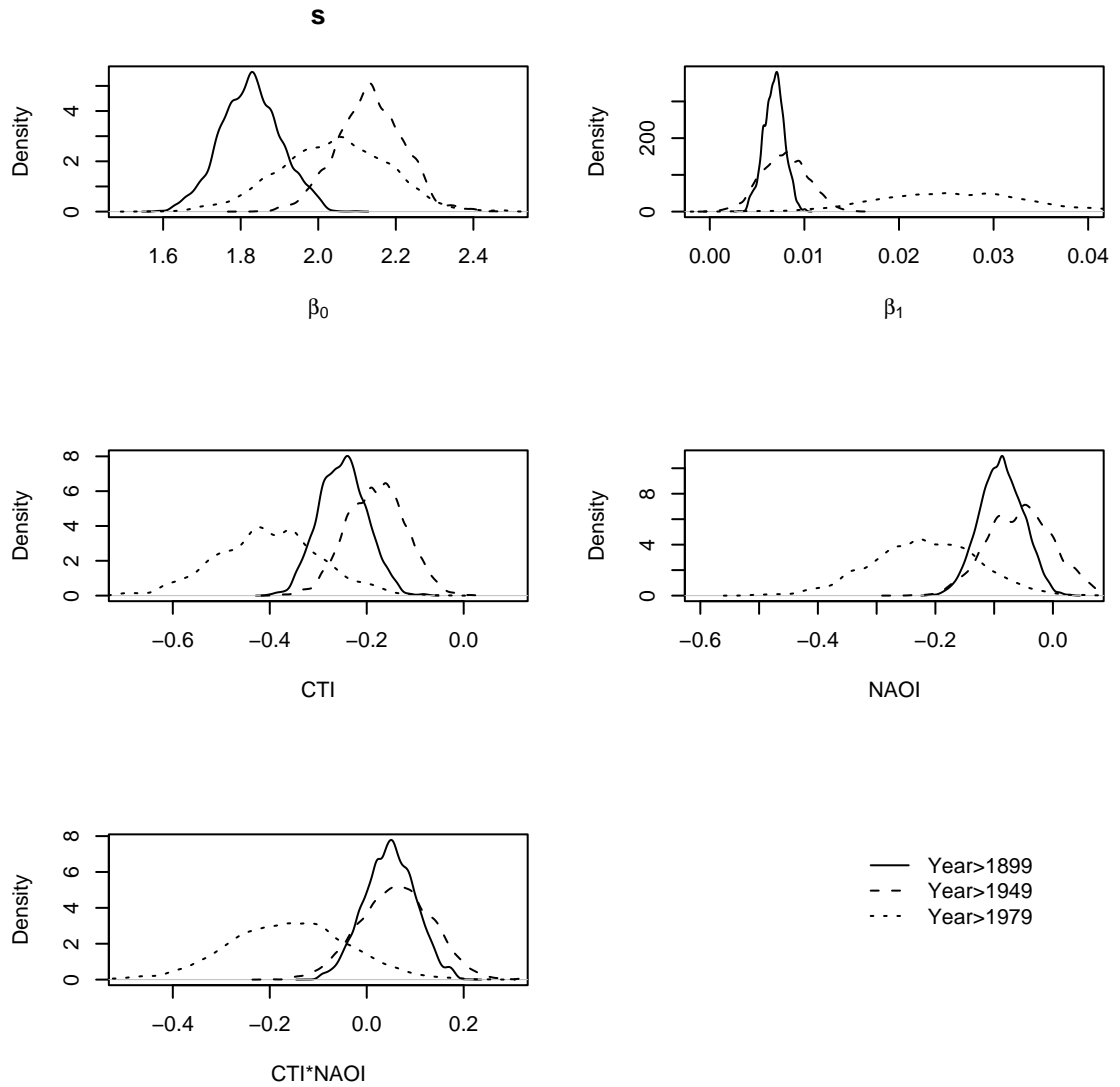 s
Density
0 2 4
1.6 1.8 2.0 2.2 2.4
β0
Density
0 200
0.00 0.01 0.02 0.03 0.04
β1
Density
0 2 4 6 8
−0.6 −0.4 −0.2 0.0
CTI
Density
0 4 8
−0.6 −0.4 −0.2 0.0
NAOI
Density
0 2 4 6 8
−0.4 −0.2 0.0 0.2
CTI*NAOI
Year>1899
Year>1949
Year>1979